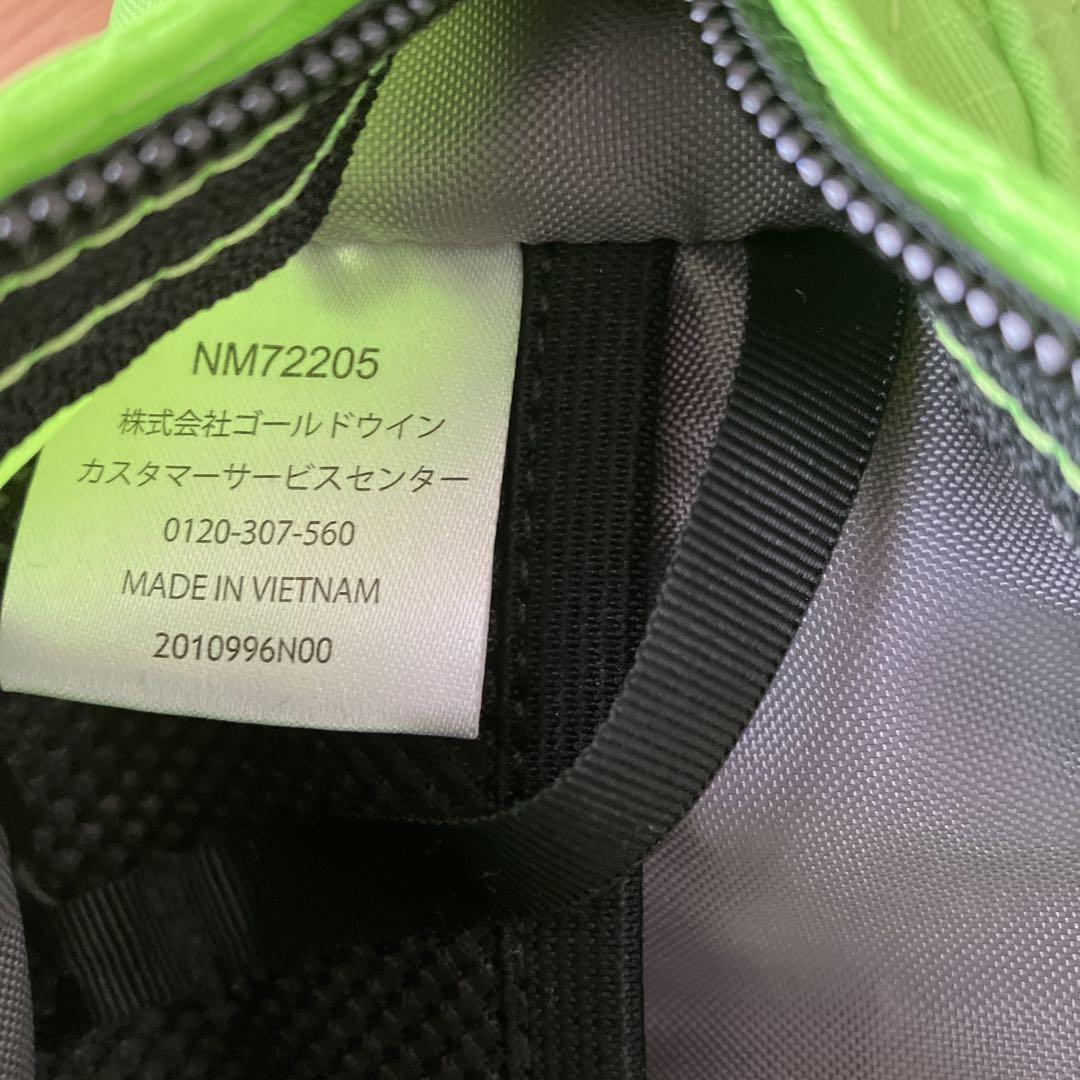 NM72205
株式会社ゴールドウイン
カスタマーサービスセンター
0120-307-560
MADE IN VIETNAM
2010996N00